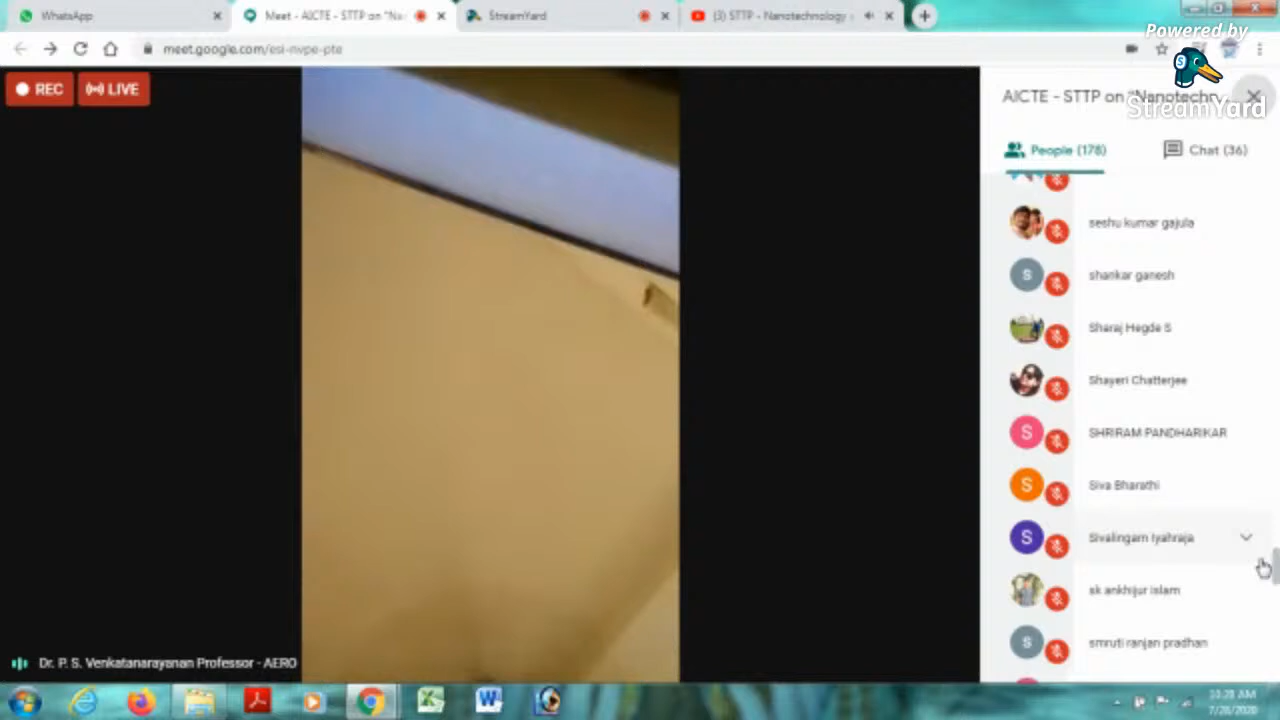 WhatsApp
Meet - AICTE - STTP on "Na
StreamYard
(3) STTP - Nanotechnology
Powered by
meet.google.com/esi-nvpe-pte
StreamYard
REC
LIVE
AICTE - STTP on "Nanotechn
People (178)
Chat (36)
seshu kumar gajula
S
shankar ganesh
Sharaj Hegde S
Shayeri Chatterjee
S
SHRIRAM PANDHARIKAR
S
Siva Bharathi
S
Sivalingam Iyahraja
sk ankhijur islam
S
smruti ranjan pradhan
Dr. P. S. Venkatanarayanan Professor - AERO
10:28 AM
7/28/2020